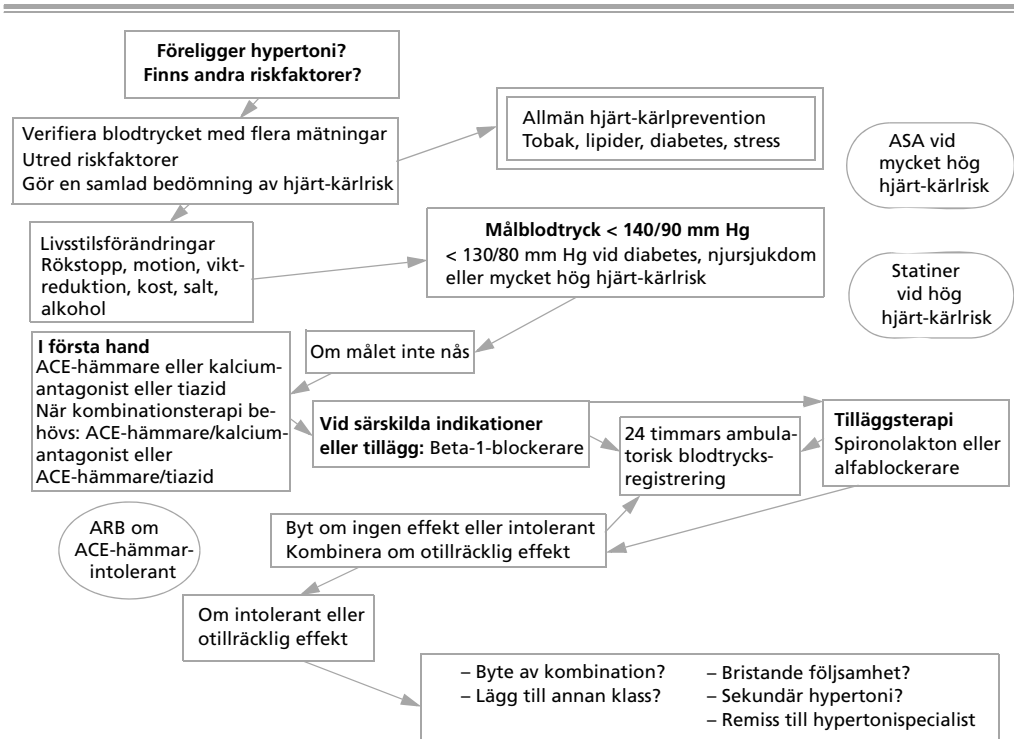 Föreligger hypertoni?
Finns andra riskfaktorer?
Verifiera blodtrycket med flera mätningar
Utred riskfaktorer
Gör en samlad bedömning av hjärt-kärlrisk
Allmän hjärt-kärlprevention
Tobak, lipider, diabetes, stress
ASA vid
mycket hög
hjärt-kärlrisk
Livsstilsförändringar
Rökstopp, motion, vikt-
reduktion, kost, salt,
alkohol
Målblodtryck < 140/90 mm Hg
< 130/80 mm Hg vid diabetes, njursjukdom
eller mycket hög hjärt-kärlrisk
Statiner
vid hög
hjärt-kärlrisk
Om målet inte nås
I första hand
ACE-hämmare eller kalcium-
antagonist eller tiazid
När kombinationsterapi be-
hövs: ACE-hämmare/kalcium-
antagonist eller
ACE-hämmare/tiazid
Vid särskilda indikationer
eller tillägg: Beta-1-blockerare
24 timmars ambula-
torisk blodtrycks-
registrering
Tilläggsterapi
Spironolakton eller
alfablockerare
ARB om
ACE-hämmar-
intolerant
Byt om ingen effekt eller intolerant
Kombinera om otillräcklig effekt
Om intolerant eller
otillräcklig effekt
– Byte av kombination?
– Lägg till annan klass?
– Bristande följsamhet?
– Sekundär hypertoni?
– Remiss till hypertonispecialist